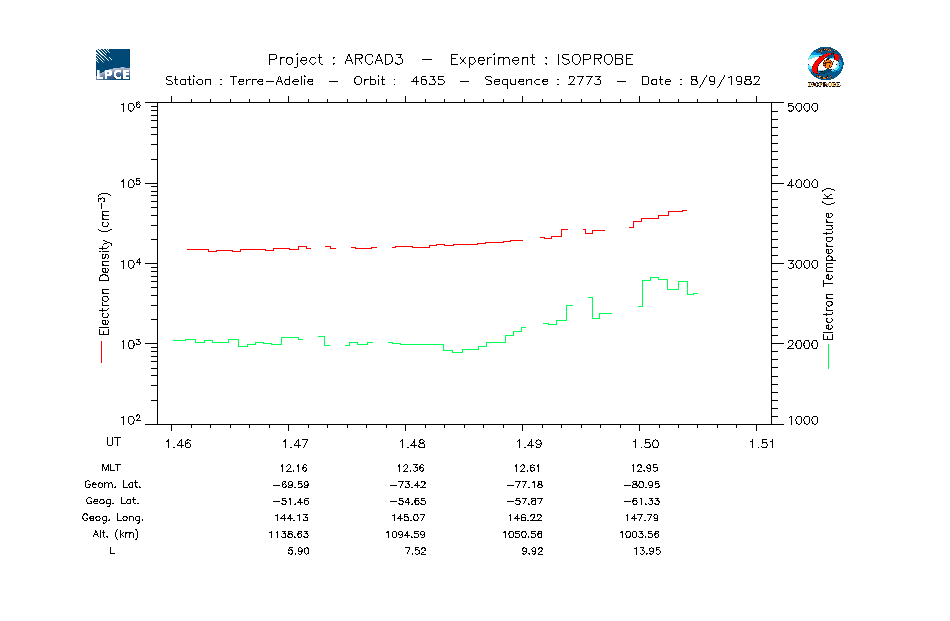 LPCE
Project : ARCAD3 — Experiment : ISOPROBE
ISOPROBE
Station : Terre-Adelie — Orbit : 4635 — Sequence : 2773 — Date : 8/9/1982
10⁶
10⁵
10⁴
10³
10²
Electron Density (cm⁻³)
5000
4000
3000
2000
1000
Electron Temperature (K)
UT 1.46 1.47 1.48 1.49 1.50 1.51
MLT 12.16 12.36 12.61 12.95
Geom. Lat. −69.59 −73.42 −77.18 −80.95
Geog. Lat. −51.46 −54.65 −57.87 −61.33
Geog. Long. 144.13 145.07 146.22 147.79
Alt. (km) 1138.63 1094.59 1050.56 1003.56
L 5.90 7.52 9.92 13.95